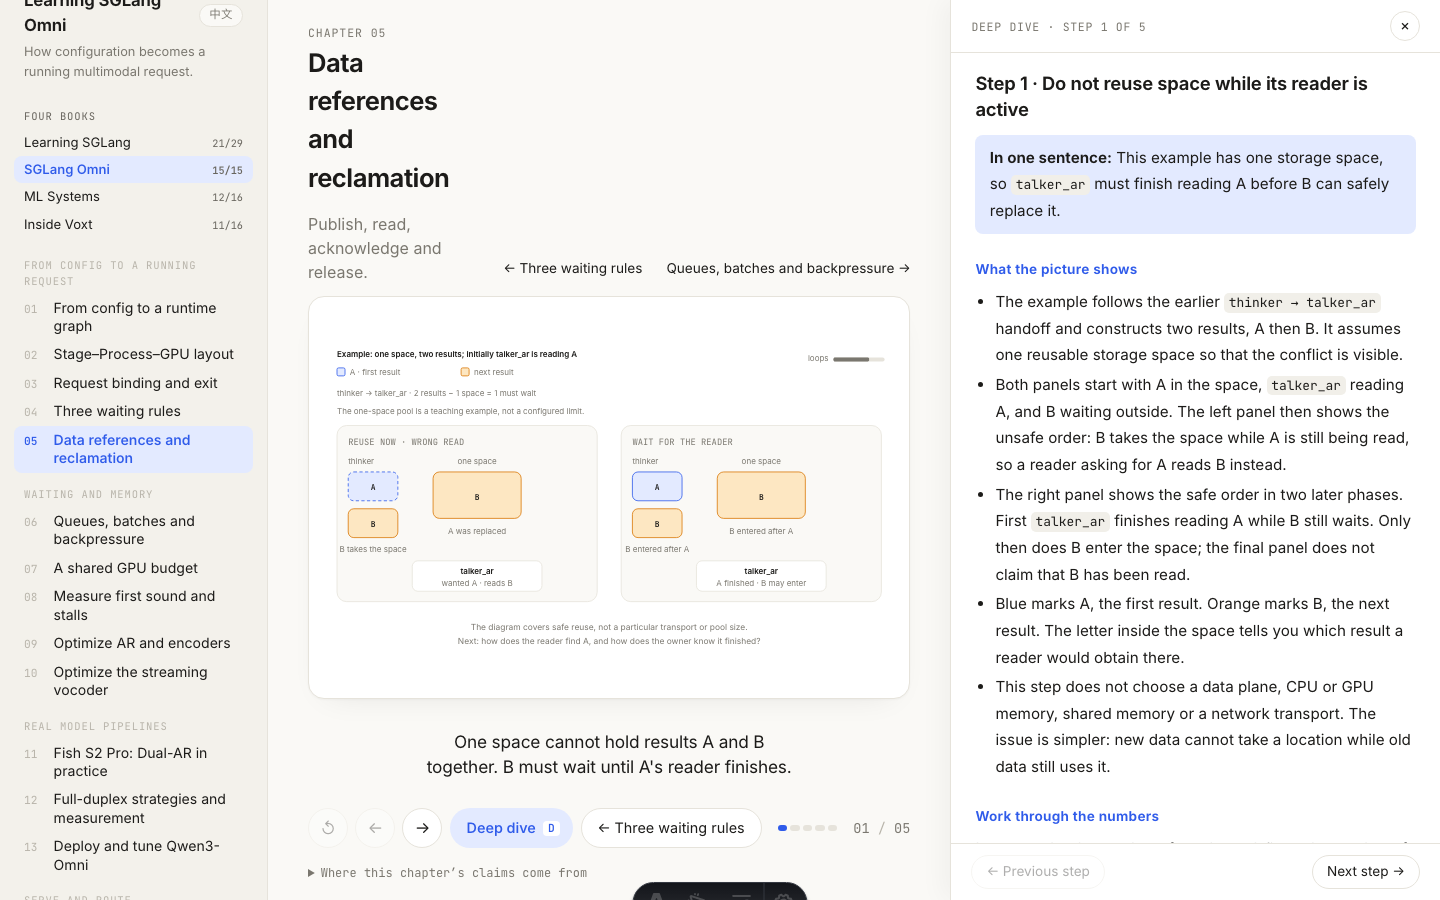 Learning SGLang
Omni
中文
How configuration becomes a
running multimodal request.
FOUR BOOKS
Learning SGLang 21/29
SGLang Omni 15/15
ML Systems 12/16
Inside Voxt 11/16
FROM CONFIG TO A RUNNING
REQUEST
01 From config to a runtime
graph
02 Stage–Process–GPU layout
03 Request binding and exit
04 Three waiting rules
05 Data references and
reclamation
WAITING AND MEMORY
06 Queues, batches and
backpressure
07 A shared GPU budget
08 Measure first sound and
stalls
09 Optimize AR and encoders
10 Optimize the streaming
vocoder
REAL MODEL PIPELINES
11 Fish S2 Pro: Dual-AR in
practice
12 Full-duplex strategies and
measurement
13 Deploy and tune Qwen3-
Omni
SERVE AND ROUTE
CHAPTER 05
Data
references
and
reclamation
Publish, read,
acknowledge and
release.
← Three waiting rules Queues, batches and backpressure →
Example: one space, two results; initially talker_ar is reading A
loops
A · first result next result
thinker → talker_ar · 2 results − 1 space = 1 must wait
The one-space pool is a teaching example, not a configured limit.
REUSE NOW · WRONG READ
thinker one space
A
B
B
A was replaced
B takes the space
talker_ar
wanted A · reads B
WAIT FOR THE READER
thinker one space
A
B
B
B entered after A
B entered after A
talker_ar
A finished · B may enter
The diagram covers safe reuse, not a particular transport or pool size.
Next: how does the reader find A, and how does the owner know it finished?
One space cannot hold results A and B
together. B must wait until A's reader finishes.
← → Deep dive D ← Three waiting rules 01 / 05
▶ Where this chapter's claims come from
DEEP DIVE · STEP 1 OF 5 ×
Step 1 · Do not reuse space while its reader is
active
In one sentence: This example has one storage space,
so talker_ar must finish reading A before B can safely
replace it.
What the picture shows
• The example follows the earlier thinker → talker_ar
handoff and constructs two results, A then B. It assumes
one reusable storage space so that the conflict is visible.
• Both panels start with A in the space, talker_ar reading
A, and B waiting outside. The left panel then shows the
unsafe order: B takes the space while A is still being read,
so a reader asking for A reads B instead.
• The right panel shows the safe order in two later phases.
First talker_ar finishes reading A while B still waits. Only
then does B enter the space; the final panel does not
claim that B has been read.
• Blue marks A, the first result. Orange marks B, the next
result. The letter inside the space tells you which result a
reader would obtain there.
• This step does not choose a data plane, CPU or GPU
memory, shared memory or a network transport. The
issue is simpler: new data cannot take a location while old
data still uses it.
Work through the numbers
← Previous step Next step →